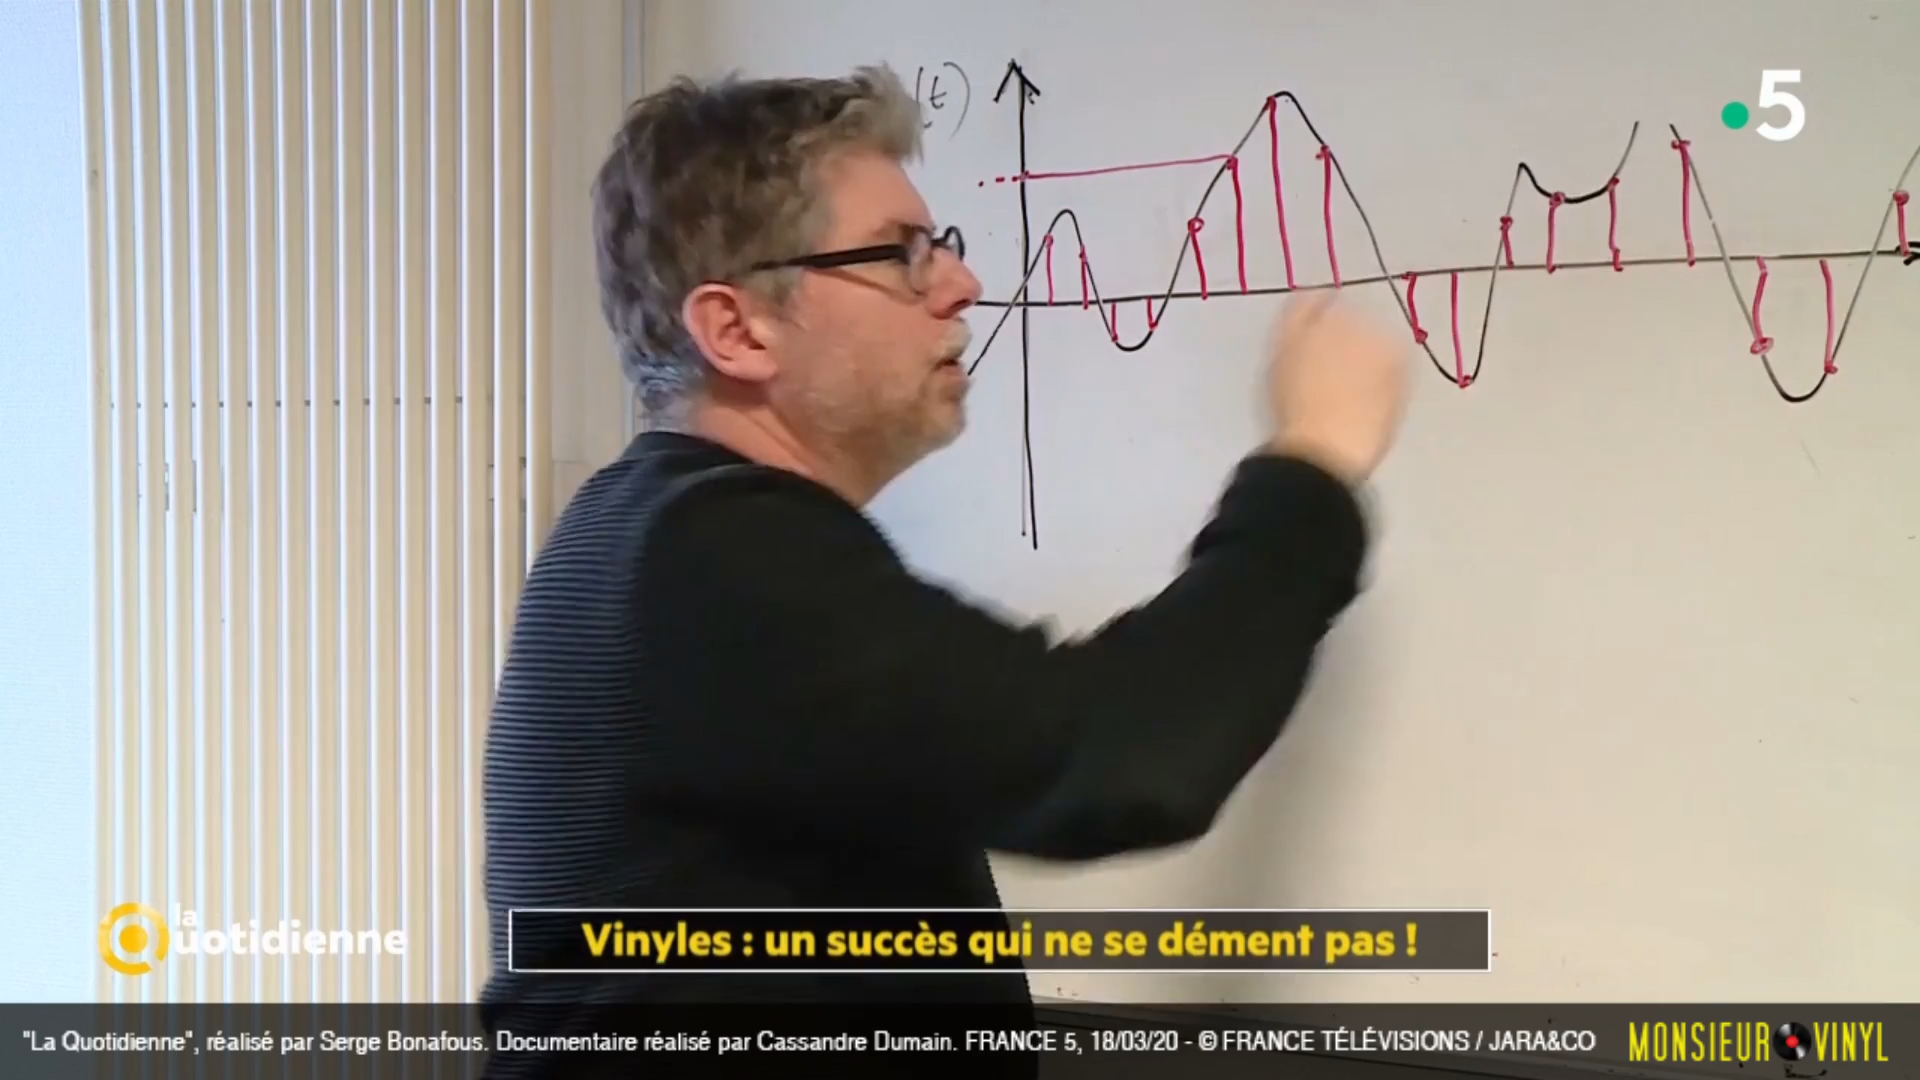 (t)
5
la
Quotidienne
Vinyles : un succès qui ne se dément pas !
"La Quotidienne", réalisé par Serge Bonafous. Documentaire réalisé par Cassandre Dumain. FRANCE 5, 18/03/20 - © FRANCE TÉLÉVISIONS / JARA&CO
MONSIEUR VINYL